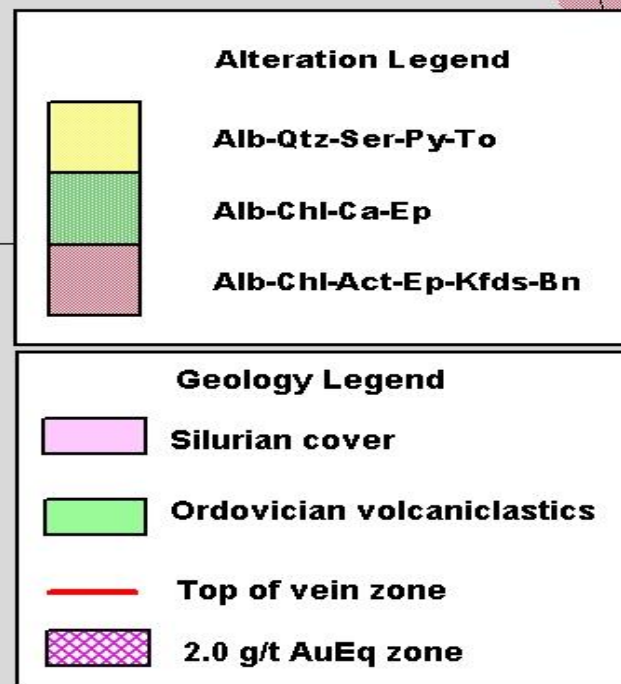 Alteration Legend
Alb-Qtz-Ser-Py-To
Alb-Chl-Ca-Ep
Alb-Chl-Act-Ep-Kfds-Bn
Geology Legend
Silurian cover
Ordovician volcaniclastics
Top of vein zone
2.0 g/t AuEq zone